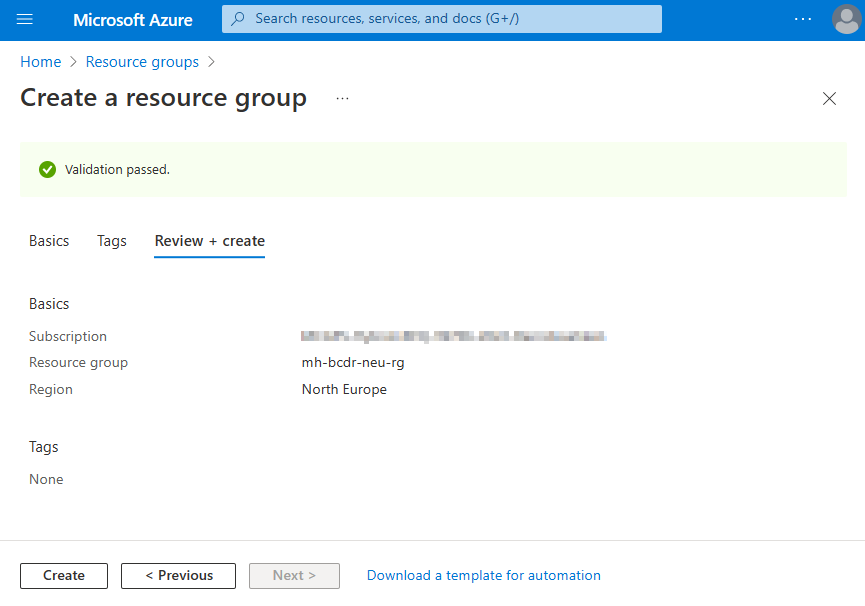 Microsoft Azure
Search resources, services, and docs (G+/)
Home > Resource groups >
Create a resource group ...
Validation passed.
Basics Tags Review + create
Basics
Subscription
Resource group mh-bcdr-neu-rg
Region North Europe
Tags
None
Create < Previous Next > Download a template for automation